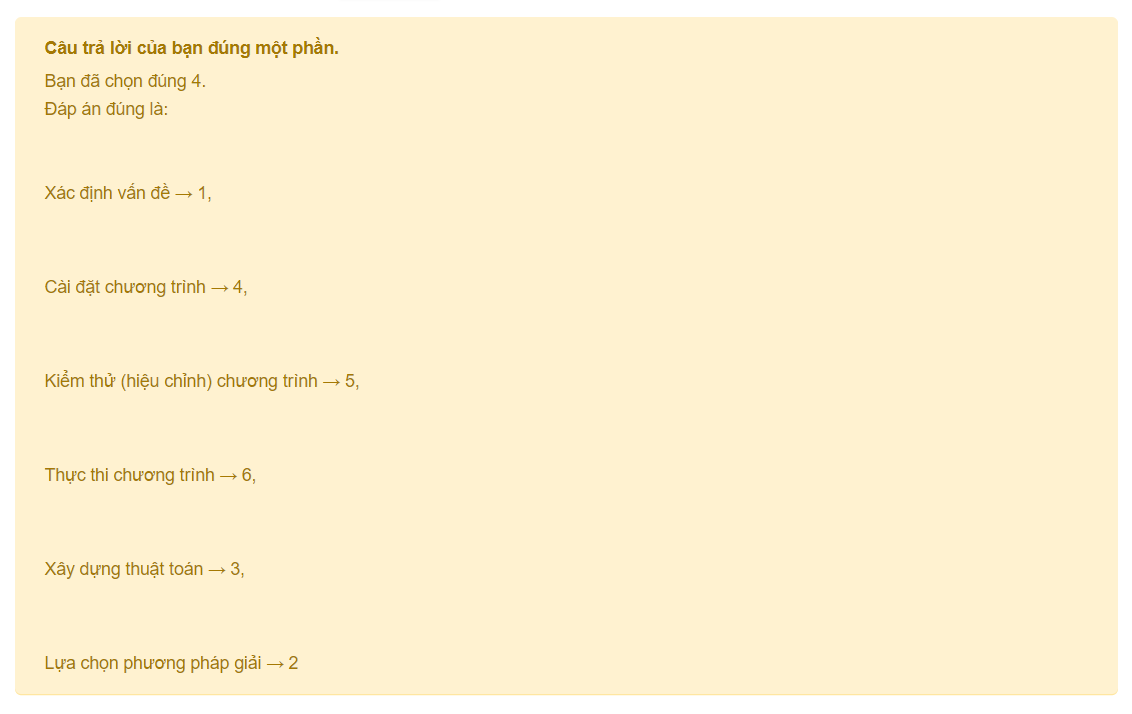 Câu trả lời của bạn đúng một phần.
Bạn đã chọn đúng 4.
Đáp án đúng là:
Xác định vấn đề → 1,
Cài đặt chương trình → 4,
Kiểm thử (hiệu chỉnh) chương trình → 5,
Thực thi chương trình → 6,
Xây dựng thuật toán → 3,
Lựa chọn phương pháp giải → 2